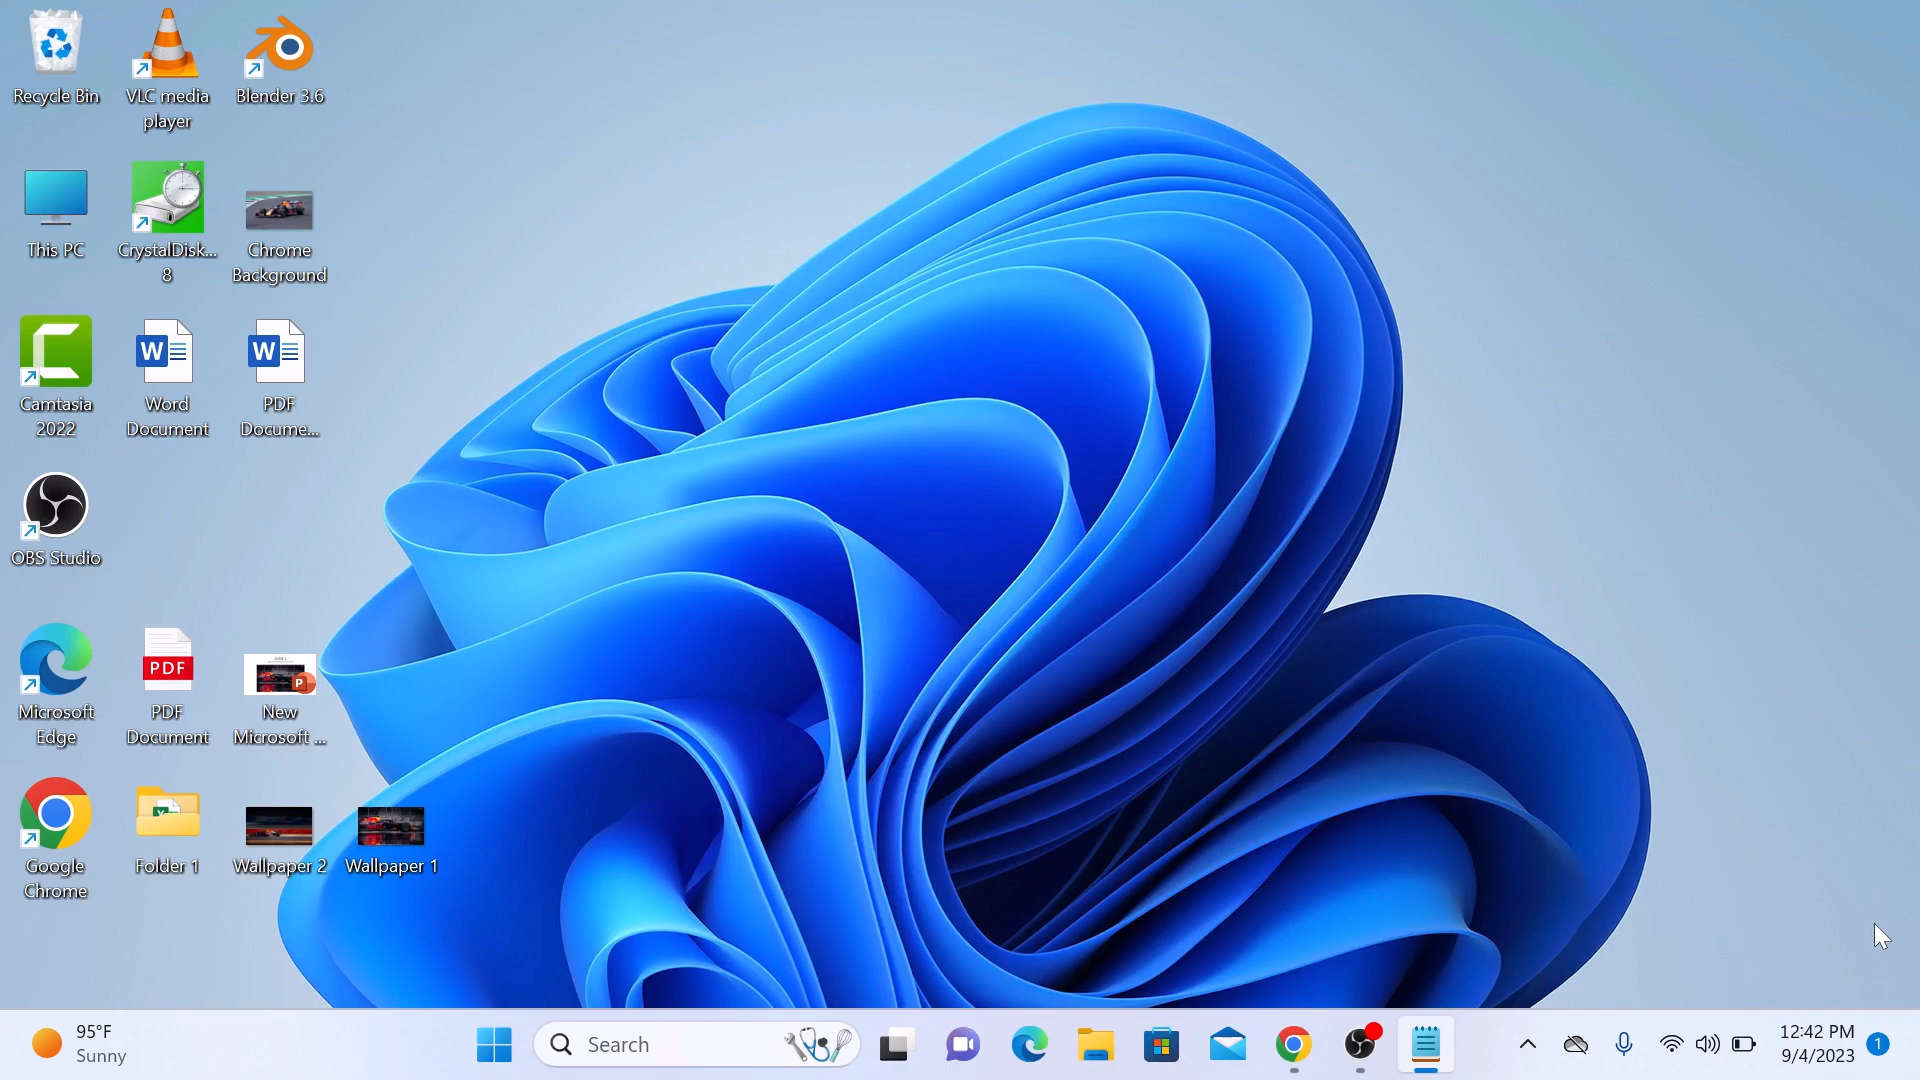 Recycle Bin
VLC media
player
Blender 3.6
This PC
CrystalDisk...
8
Chrome
Background
Camtasia
2022
W
Word
Document
W
PDF
Docume...
OBS Studio
Microsoft
Edge
PDF
PDF
Document
P
New
Microsoft ...
Google
Chrome
Folder 1
Wallpaper 2
Wallpaper 1
95°F
Sunny
Search
12:42 PM
9/4/2023
1